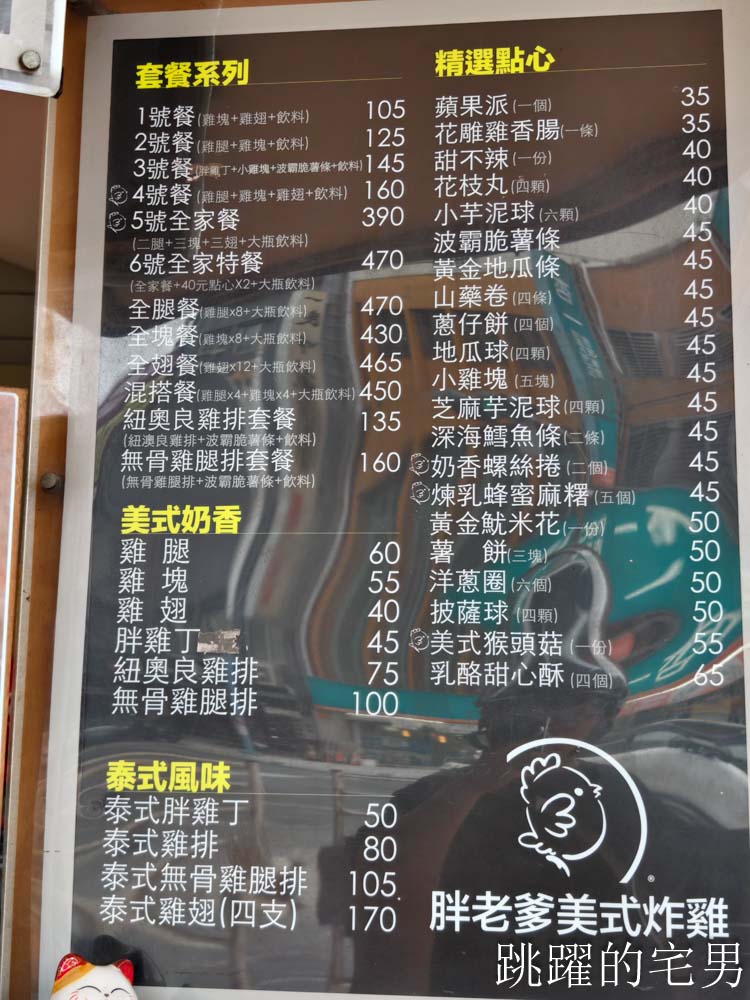 套餐系列
1號餐(雞塊+雞翅+飲料) 105
2號餐(雞腿+雞塊+飲料) 125
3號餐(胖雞丁+小雞塊+波霸脆薯條+飲料) 145
4號餐(雞腿+雞塊+雞翅+飲料) 160
5號全家餐 390
(二腿+三塊+三翅+大瓶飲料)
6號全家特餐 470
(全家餐+40元點心X2+大瓶飲料)
全腿餐(雞腿x8+大瓶飲料) 470
全塊餐(雞塊x8+大瓶飲料) 430
全翅餐(雞翅x12+大瓶飲料) 465
混搭餐(雞腿x4+雞塊x4+大瓶飲料) 450
紐奧良雞排套餐 135
(紐澳良雞排+波霸脆薯條+飲料)
無骨雞腿排套餐 160
(無骨雞腿排+波霸脆薯條+飲料)
美式奶香
雞 腿 60
雞 塊 55
雞 翅 40
胖雞丁 45
紐奧良雞排 75
無骨雞腿排 100
泰式風味
泰式胖雞丁 50
泰式雞排 80
泰式無骨雞腿排 105
泰式雞翅(四支) 170
精選點心
蘋果派(一個) 35
花雕雞香腸(一條) 35
甜不辣(一份) 40
花枝丸(四顆) 40
小芋泥球(六顆) 40
波霸脆薯條 45
黃金地瓜條 45
山藥卷(四條) 45
蔥仔餅(四個) 45
地瓜球(四顆) 45
小雞塊(五塊) 45
芝麻芋泥球(四顆) 45
深海鱈魚條(二條) 45
奶香螺絲捲(二個) 45
煉乳蜂蜜麻糬(五個) 45
黃金魷米花(一份) 50
薯 餅(三塊) 50
洋蔥圈(六個) 50
披薩球(四顆) 50
美式猴頭菇(一份) 55
乳酪甜心酥(四個) 65
®
胖老爹美式炸雞
跳躍的宅男